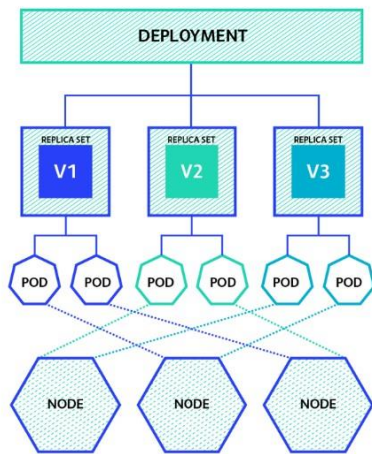 DEPLOYMENT
REPLICA SET
V1
REPLICA SET
V2
REPLICA SET
V3
POD
POD
POD
POD
POD
POD
NODE
NODE
NODE